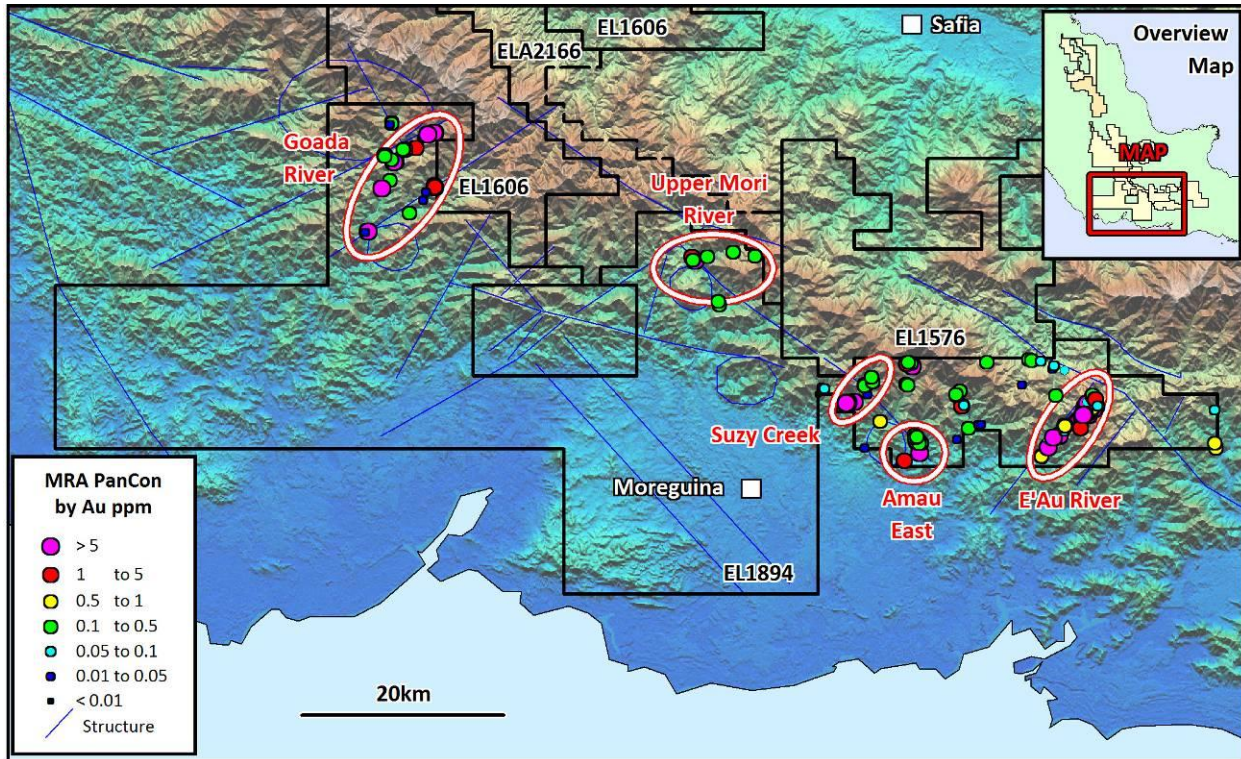 EL1606
Safia
ELA2166
Overview
Map
MAP
Goada
River
EL1606
Upper Mori
River
EL1576
Suzy Creek
Moreguina
Amau
East
E'Au River
EL1894
MRA PanCon
by Au ppm
> 5
1 to 5
0.5 to 1
0.1 to 0.5
0.05 to 0.1
0.01 to 0.05
< 0.01
Structure
20km